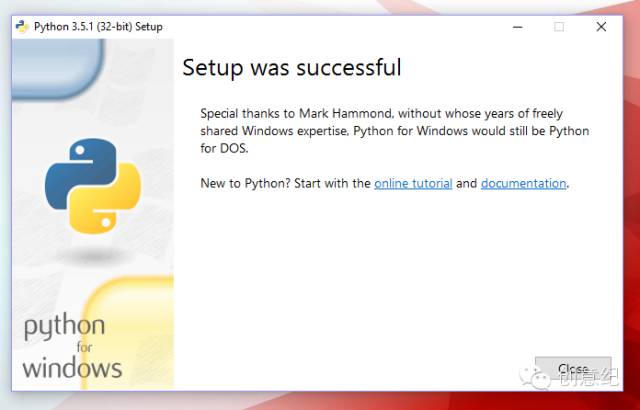 Python 3.5.1 (32-bit) Setup
Setup was successful
Special thanks to Mark Hammond, without whose years of freely
shared Windows expertise, Python for Windows would still be Python
for DOS.
New to Python? Start with the online tutorial and documentation.
python
for
windows
Close
创意纪